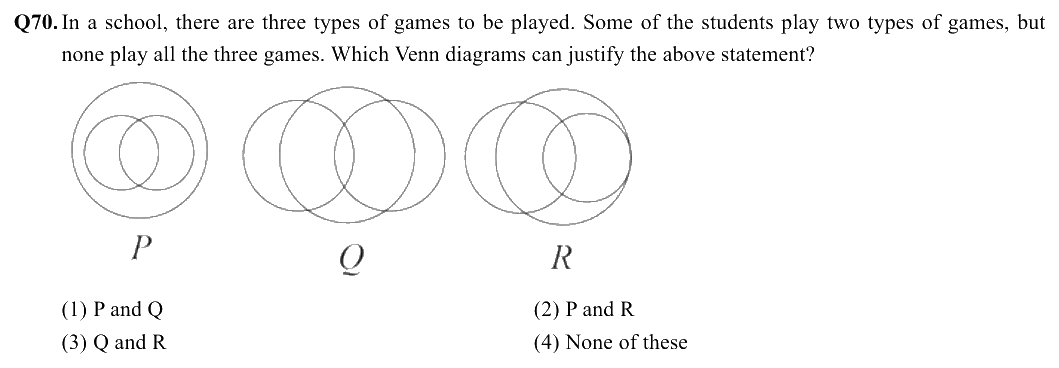 Q70. In a school, there are three types of games to be played. Some of the students play two types of games, but
none play all the three games. Which Venn diagrams can justify the above statement?
P
Q
R
(1) P and Q
(2) P and R
(3) Q and R
(4) None of these